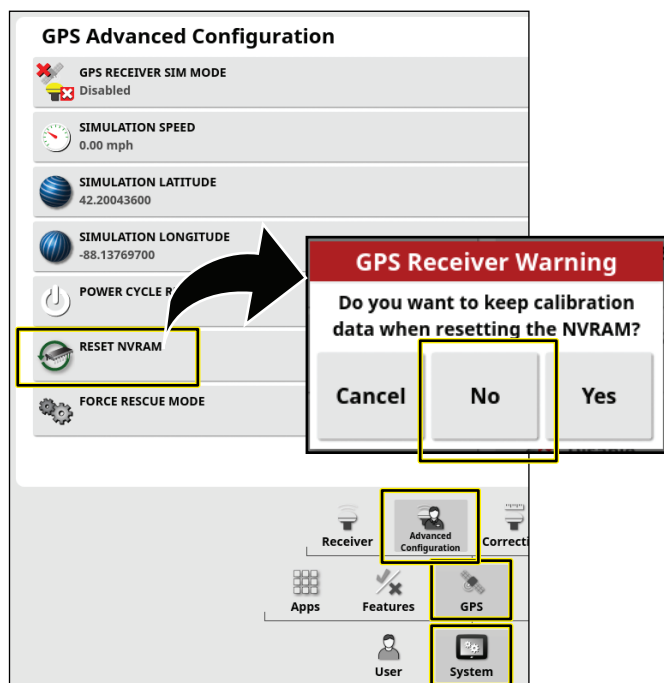 GPS Advanced Configuration
GPS RECEIVER SIM MODE
Disabled
SIMULATION SPEED
0.00 mph
SIMULATION LATITUDE
42.20043600
SIMULATION LONGITUDE
-88.13769700
POWER CYCLE
RESET NVRAM
FORCE RESCUE MODE
GPS Receiver Warning
Do you want to keep calibration
data when resetting the NVRAM?
Cancel
No
Yes
Receiver
Advanced
Configuration
Correcti
Apps
Features
GPS
User
System